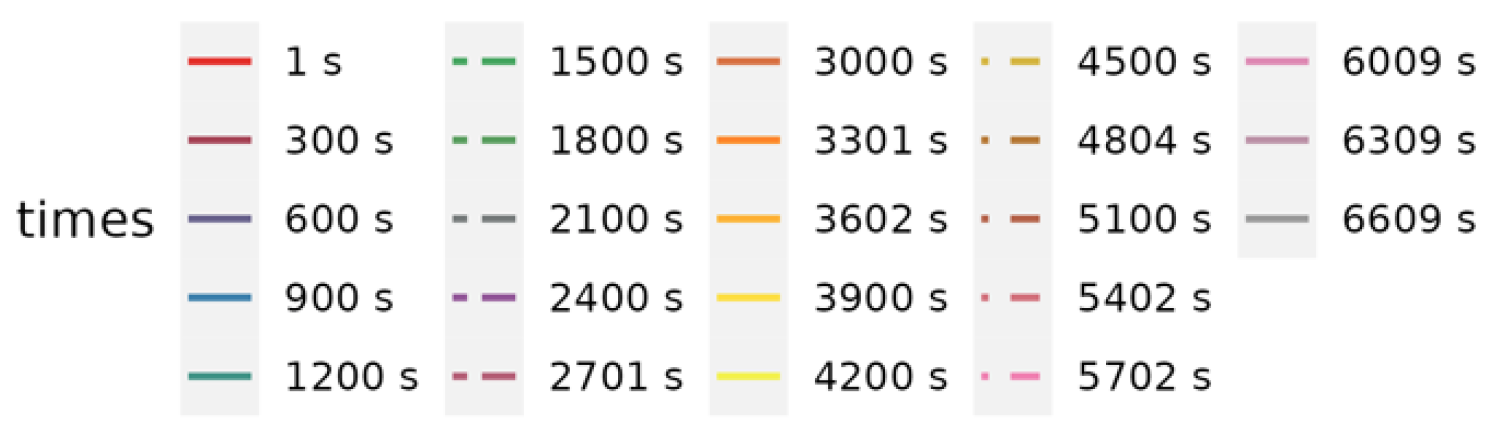 1 s 1500 s 3000 s 4500 s 6009 s
300 s 1800 s 3301 s 4804 s 6309 s
times 600 s 2100 s 3602 s 5100 s 6609 s
900 s 2400 s 3900 s 5402 s
1200 s 2701 s 4200 s 5702 s